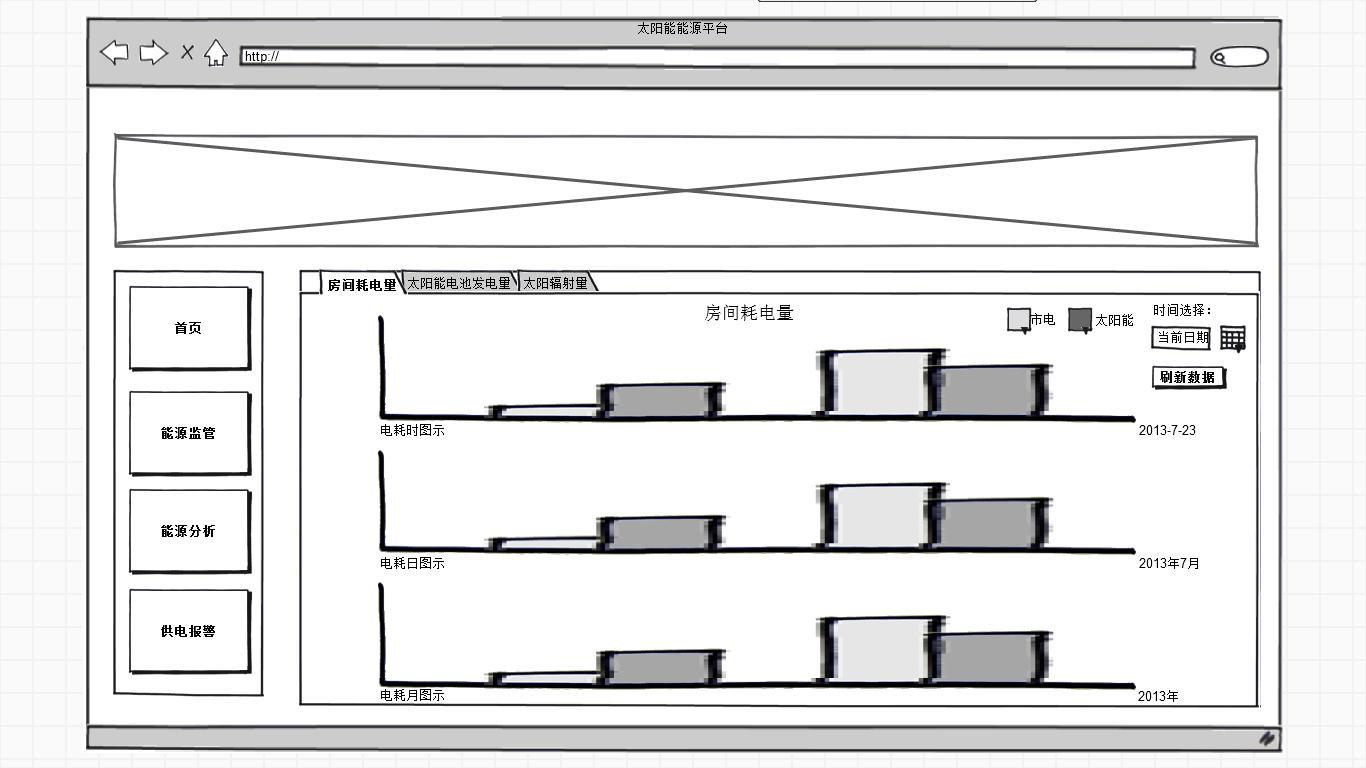 太阳能能源平台
http://
首页
能源监管
能源分析
供电报警
房间耗电量
太阳能电池发电量
太阳辐射量
房间耗电量
市电
太阳能
时间选择：
当前日期
刷新数据
电耗时图示
2013-7-23
电耗日图示
2013年7月
电耗月图示
2013年